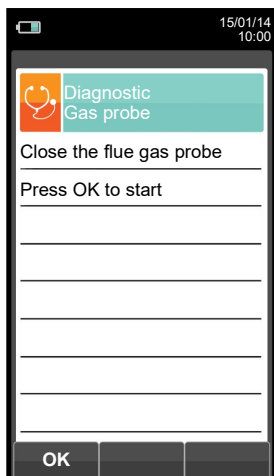 15/01/14
10:00
Diagnostic
Gas probe
Close the flue gas probe
Press OK to start
OK